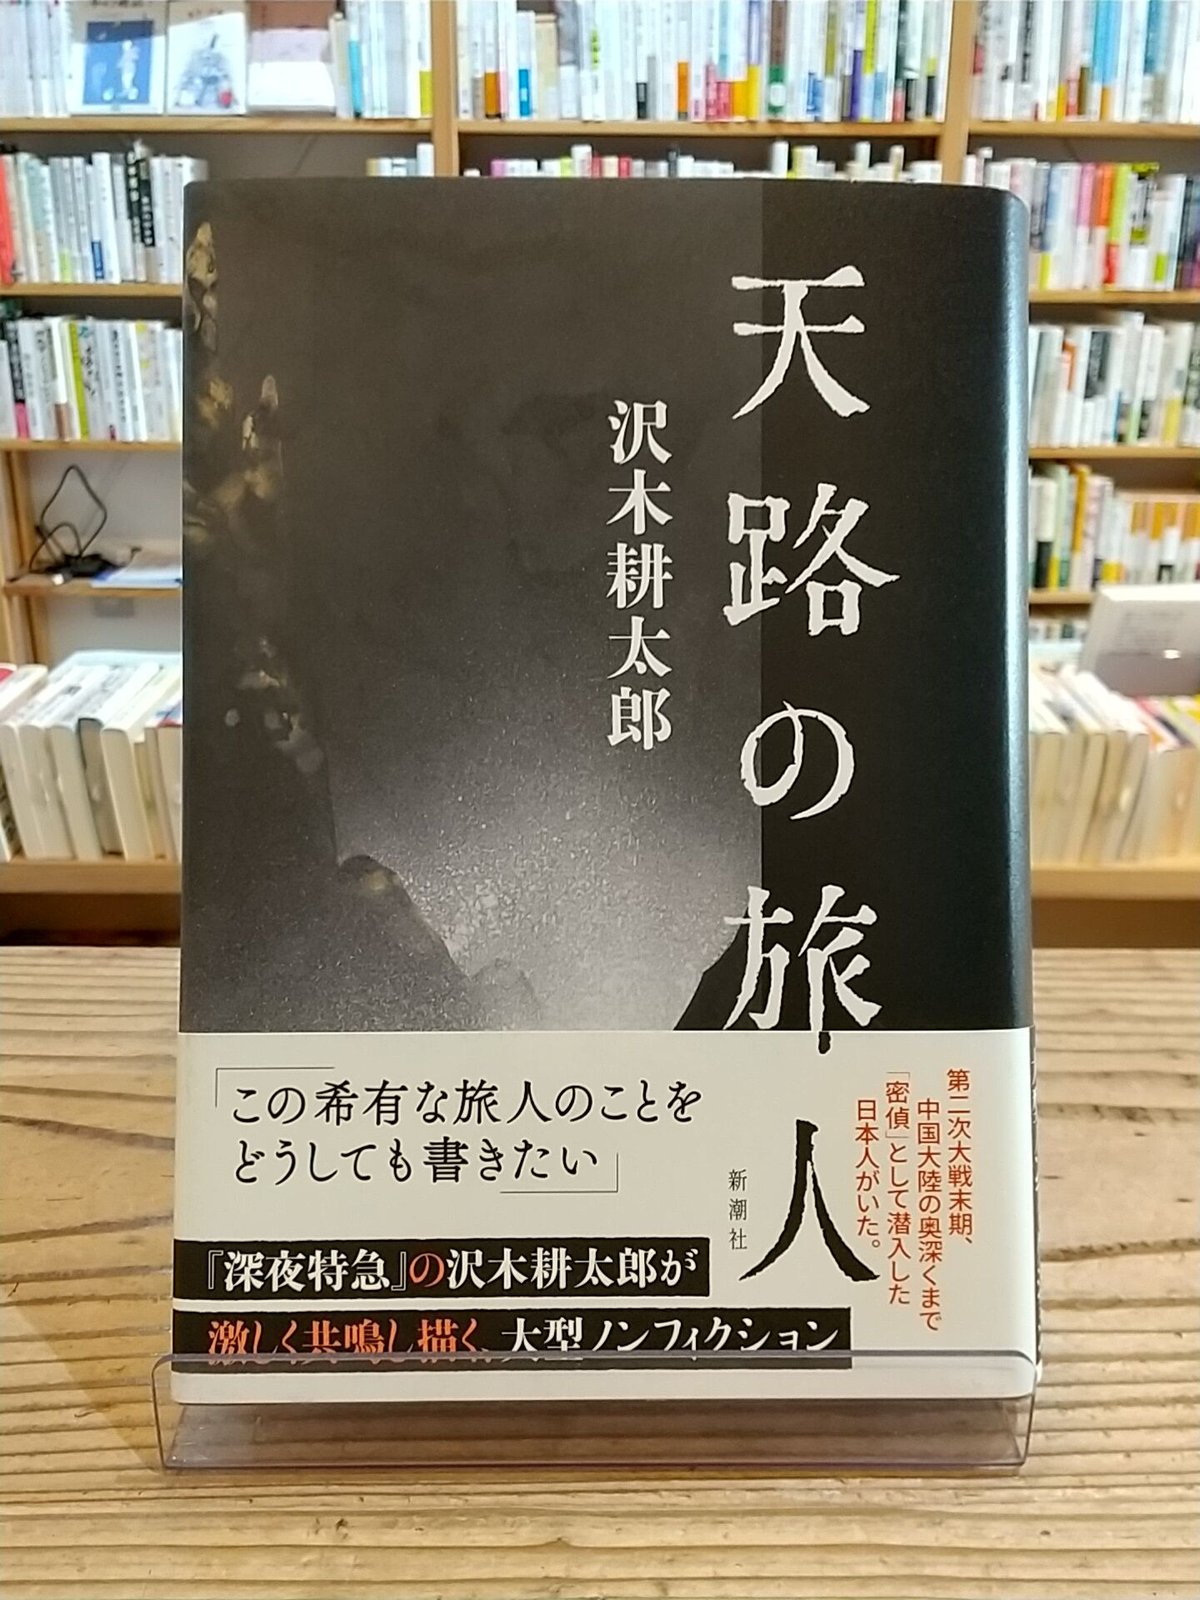 天路の旅人
沢木耕太郎
第二次大戦末期、
中国大陸の奥深くまで
「密偵」として潜入した
日本人がいた。
新潮社
「この希有な旅人のことを
どうしても書きたい」
『深夜特急』の沢木耕太郎が
激しく共鳴し描く、大型ノンフィクション